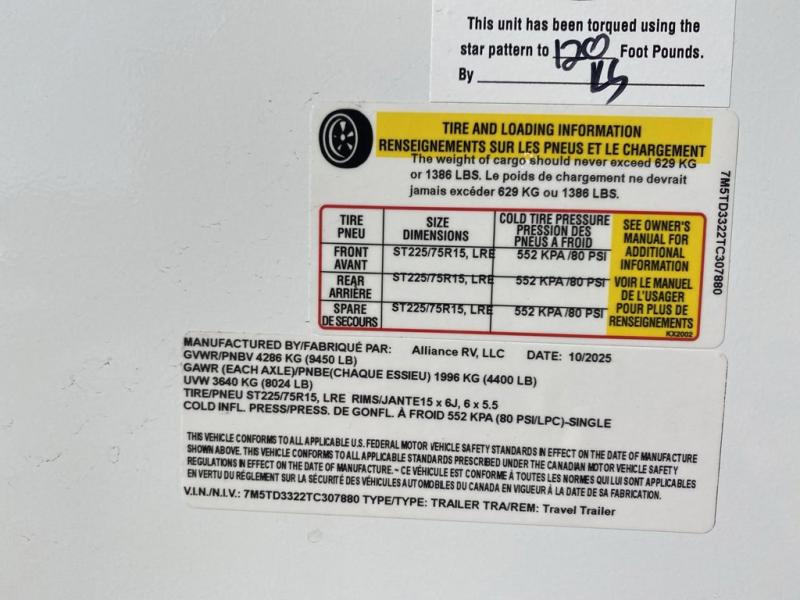 This unit has been torqued using the
star pattern to 120 Foot Pounds.
By KS
TIRE AND LOADING INFORMATION
RENSEIGNEMENTS SUR LES PNEUS ET LE CHARGEMENT
The weight of cargo should never exceed 629 KG
or 1386 LBS. Le poids de chargement ne devrait
jamais excéder 629 KG ou 1386 LBS.
TIRE SIZE COLD TIRE PRESSURE
PNEU DIMENSIONS PRESSION DES
PNEUS A FROID
FRONT ST225/75R15, LRE 552 KPA /80 PSI
AVANT
REAR ST225/75R15, LRE 552 KPA /80 PSI
ARRIÈRE
SPARE ST225/75R15, LRE 552 KPA /80 PSI
DE SECOURS
SEE OWNER'S
MANUAL FOR
ADDITIONAL
INFORMATION
VOIR LE MANUEL
DE L'USAGER
POUR PLUS DE
RENSEIGNEMENTS
KX2002
7M5TD3322TC307880
MANUFACTURED BY/FABRIQUÉ PAR: Alliance RV, LLC DATE: 10/2025
GVWR/PNBV 4286 KG (9450 LB)
GAWR (EACH AXLE)/PNBE(CHAQUE ESSIEU) 1996 KG (4400 LB)
UVW 3640 KG (8024 LB)
TIRE/PNEU ST225/75R15, LRE RIMS/JANTE15 x 6J, 6 x 5.5
COLD INFL. PRESS/PRESS. DE GONFL. À FROID 552 KPA (80 PSI/LPC)-SINGLE
THIS VEHICLE CONFORMS TO ALL APPLICABLE U.S. FEDERAL MOTOR VEHICLE SAFETY STANDARDS IN EFFECT ON THE DATE OF MANUFACTURE
SHOWN ABOVE. THIS VEHICLE CONFORMS TO ALL APPLICABLE STANDARDS PRESCRIBED UNDER THE CANADIAN MOTOR VEHICLE SAFETY
REGULATIONS IN EFFECT ON THE DATE OF MANUFACTURE.- CE VÉHICULE EST CONFORME À TOUTES LES NORMES QUI LUI SONT APPLICABLES
EN VERTU DU RÉGLEMENT SUR LA SÉCURITÉ DES VÉHICULES AUTOMOBILES DU CANADA EN VIGUEUR À LA DATE DE SA FABRICATION.
V.I.N./N.I.V.: 7M5TD3322TC307880 TYPE/TYPE: TRAILER TRA/REM: Travel Trailer